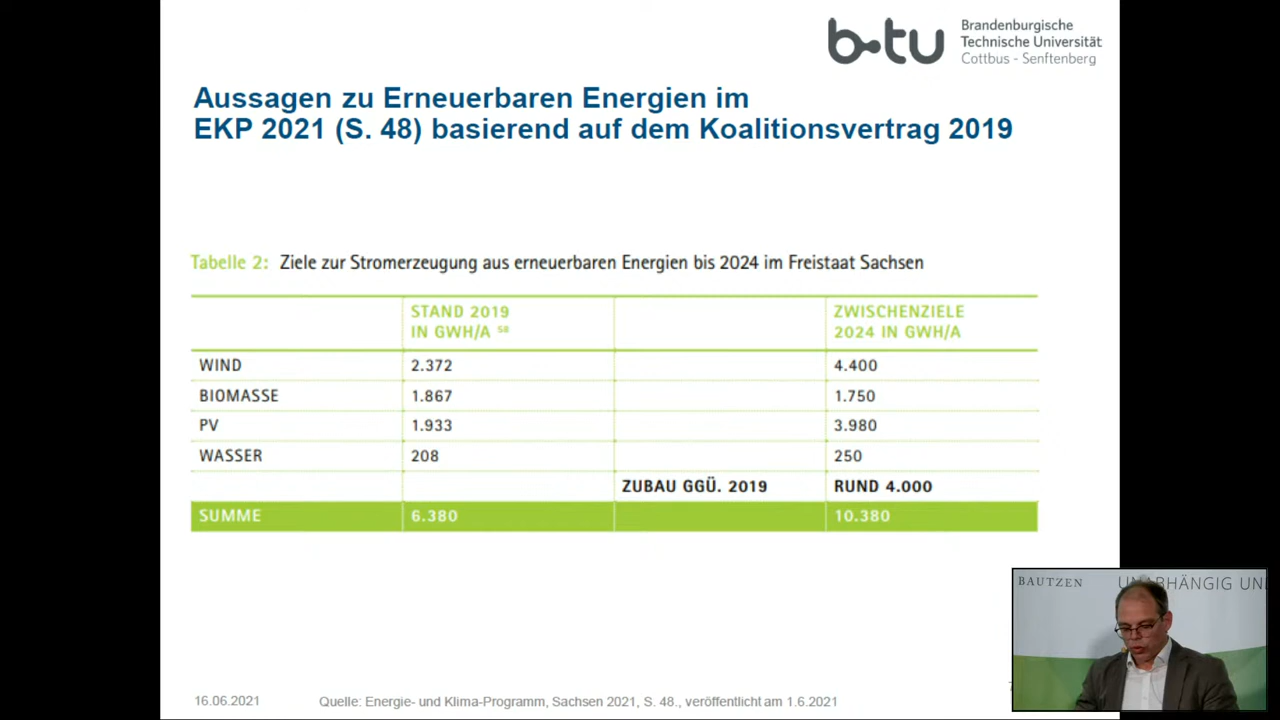 b-tu
Brandenburgische
Technische Universität
Cottbus - Senftenberg
Aussagen zu Erneuerbaren Energien im
EKP 2021 (S. 48) basierend auf dem Koalitionsvertrag 2019
Tabelle 2: Ziele zur Stromerzeugung aus erneuerbaren Energien bis 2024 im Freistaat Sachsen
STAND 2019 ZWISCHENZIELE
IN GWH/A 58 2024 IN GWH/A
WIND 2.372 4.400
BIOMASSE 1.867 1.750
PV 1.933 3.980
WASSER 208 250
ZUBAU GGÜ. 2019 RUND 4.000
SUMME 6.380 10.380
BAUTZEN UNABHÄNGIG
16.06.2021 Quelle: Energie- und Klima-Programm, Sachsen 2021, S. 48., veröffentlicht am 1.6.2021